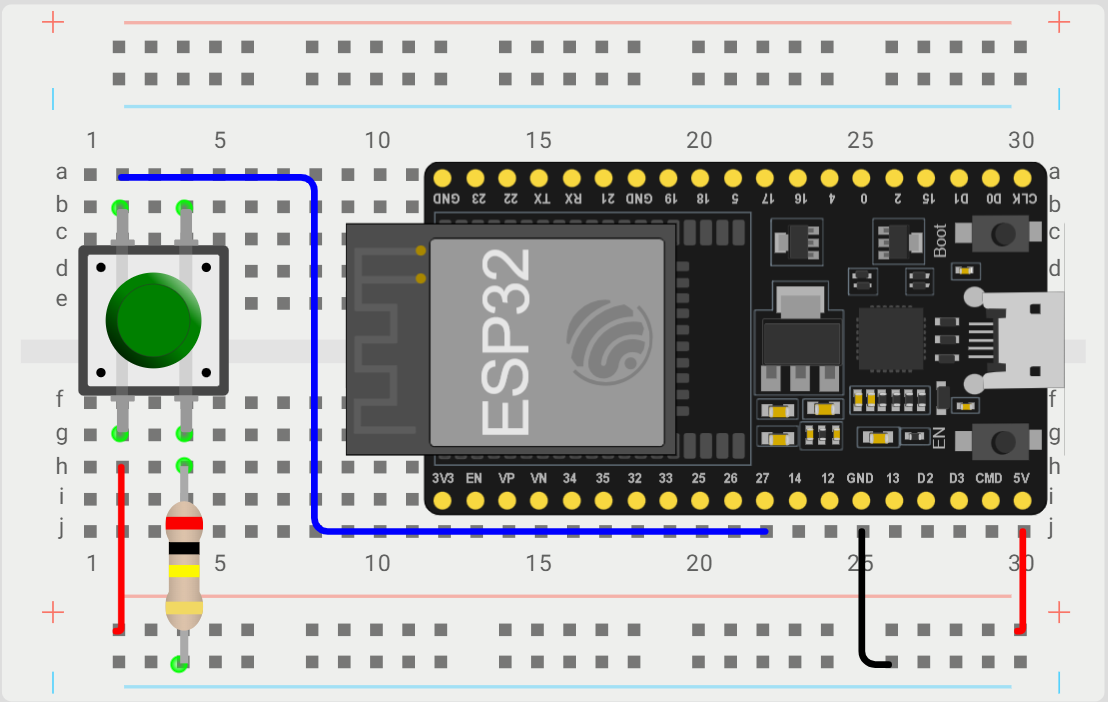 1 5 10 15 20 25 30
a a
GND 23 22 TX RX 21 GND 19 18 5 17 16 4 0 2 15 D1 D0 CLK
b b
c Boot c
d d
e
ESP32
f f
g EN g
h h
3V3 EN VP VN 34 35 32 33 25 26 27 14 12 GND 13 D2 D3 CMD 5V
i i
j j
1 5 10 15 20 25 30